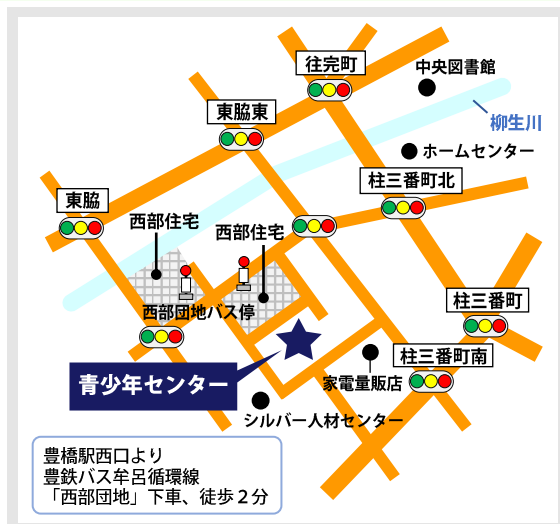 往完町
中央図書館
東脇東
柳生川
ホームセンター
柱三番町北
東脇
西部住宅
西部住宅
西部団地バス停
柱三番町
柱三番町南
青少年センター
家電量販店
シルバー人材センター
豊橋駅西口より
豊鉄バス牟呂循環線
「西部団地」下車、徒歩２分